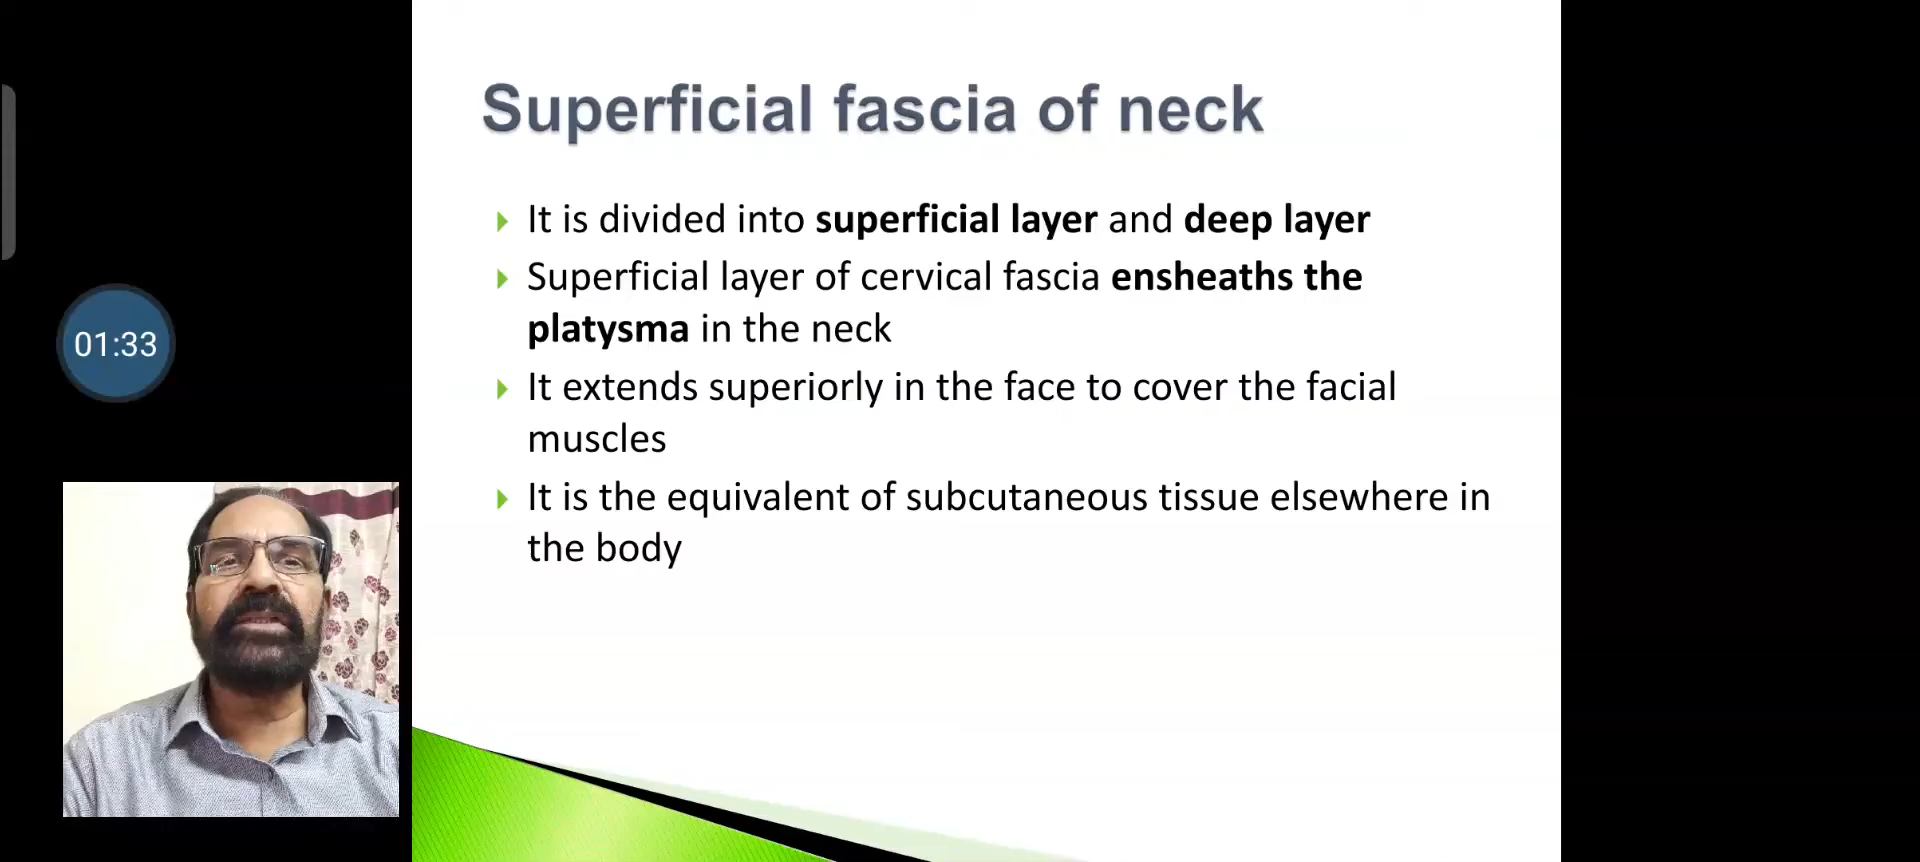 Superficial fascia of neck
It is divided into superficial layer and deep layer
Superficial layer of cervical fascia ensheaths the
platysma in the neck
It extends superiorly in the face to cover the facial
muscles
It is the equivalent of subcutaneous tissue elsewhere in
the body
01:33